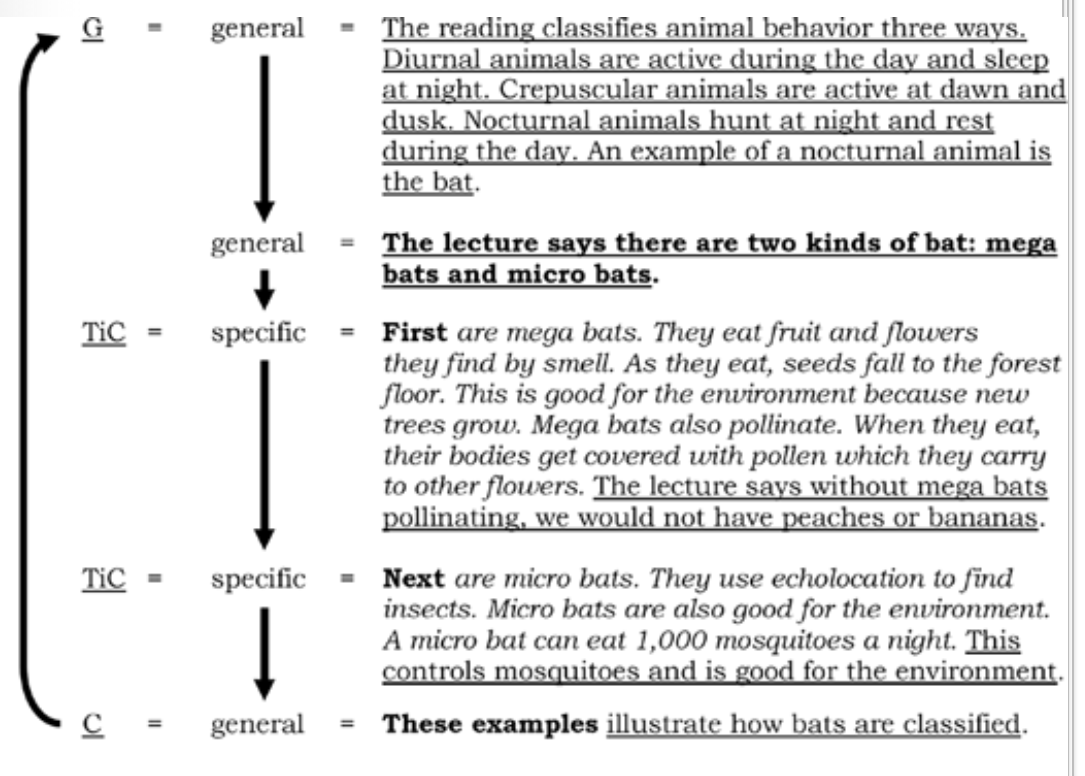 G = general = The reading classifies animal behavior three ways.
Diurnal animals are active during the day and sleep
at night. Crepuscular animals are active at dawn and
dusk. Nocturnal animals hunt at night and rest
during the day. An example of a nocturnal animal is
the bat.
general = The lecture says there are two kinds of bat: mega
bats and micro bats.
TiC = specific = First are mega bats. They eat fruit and flowers
they find by smell. As they eat, seeds fall to the forest
floor. This is good for the environment because new
trees grow. Mega bats also pollinate. When they eat,
their bodies get covered with pollen which they carry
to other flowers. The lecture says without mega bats
pollinating, we would not have peaches or bananas.
TiC = specific = Next are micro bats. They use echolocation to find
insects. Micro bats are also good for the environment.
A micro bat can eat 1,000 mosquitoes a night. This
controls mosquitoes and is good for the environment.
C = general = These examples illustrate how bats are classified.